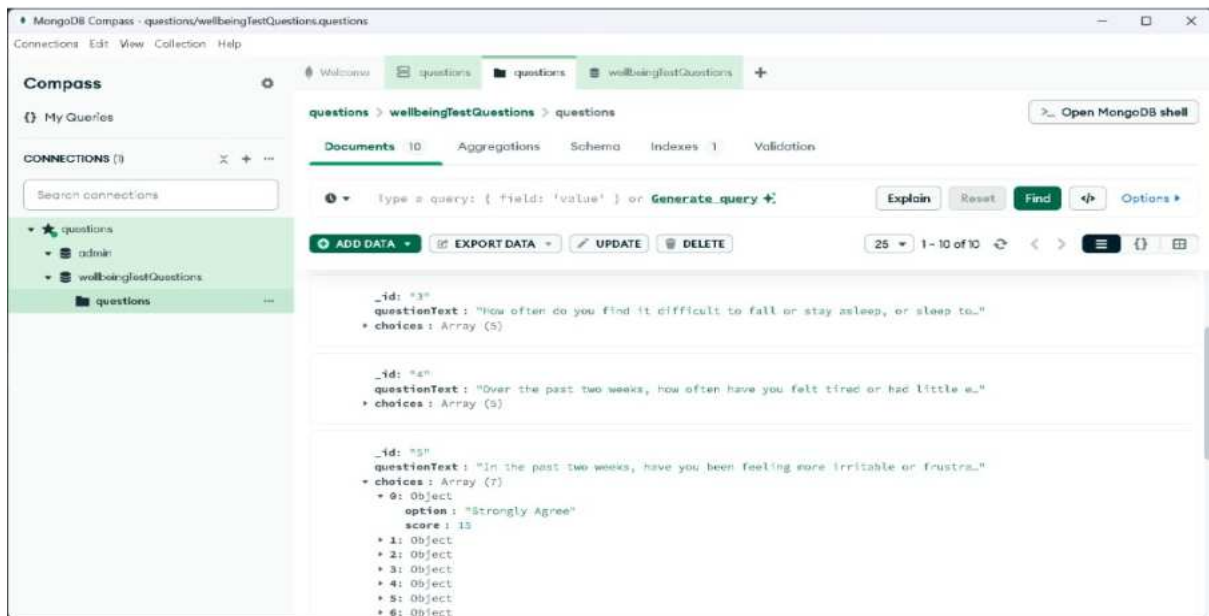 MongoDB Compass - questions/wellbeingTestQuestions.questions
Connections Edit View Collection Help
Compass
{} My Queries
CONNECTIONS (1)
Search connections
questions
admin
wellbeingTestQuestions
questions
Welcome questions questions wellbeingTestQuestions +
questions > wellbeingTestQuestions > questions
>_ Open MongoDB shell
Documents 10 Aggregations Schema Indexes 1 Validation
Type a query: { field: 'value' } or Generate query
Explain Reset Find </> Options
ADD DATA EXPORT DATA UPDATE DELETE
25 1 - 10 of 10 {}
_id: "3"
questionText : "How often do you find it difficult to fall or stay asleep, or sleep to…"
choices : Array (5)
_id: "4"
questionText : "Over the past two weeks, how often have you felt tired or had little e…"
choices : Array (5)
_id: "5"
questionText : "In the past two weeks, have you been feeling more irritable or frustra…"
choices : Array (7)
0: Object
option : "Strongly Agree"
score : 15
1: Object
2: Object
3: Object
4: Object
5: Object
6: Object